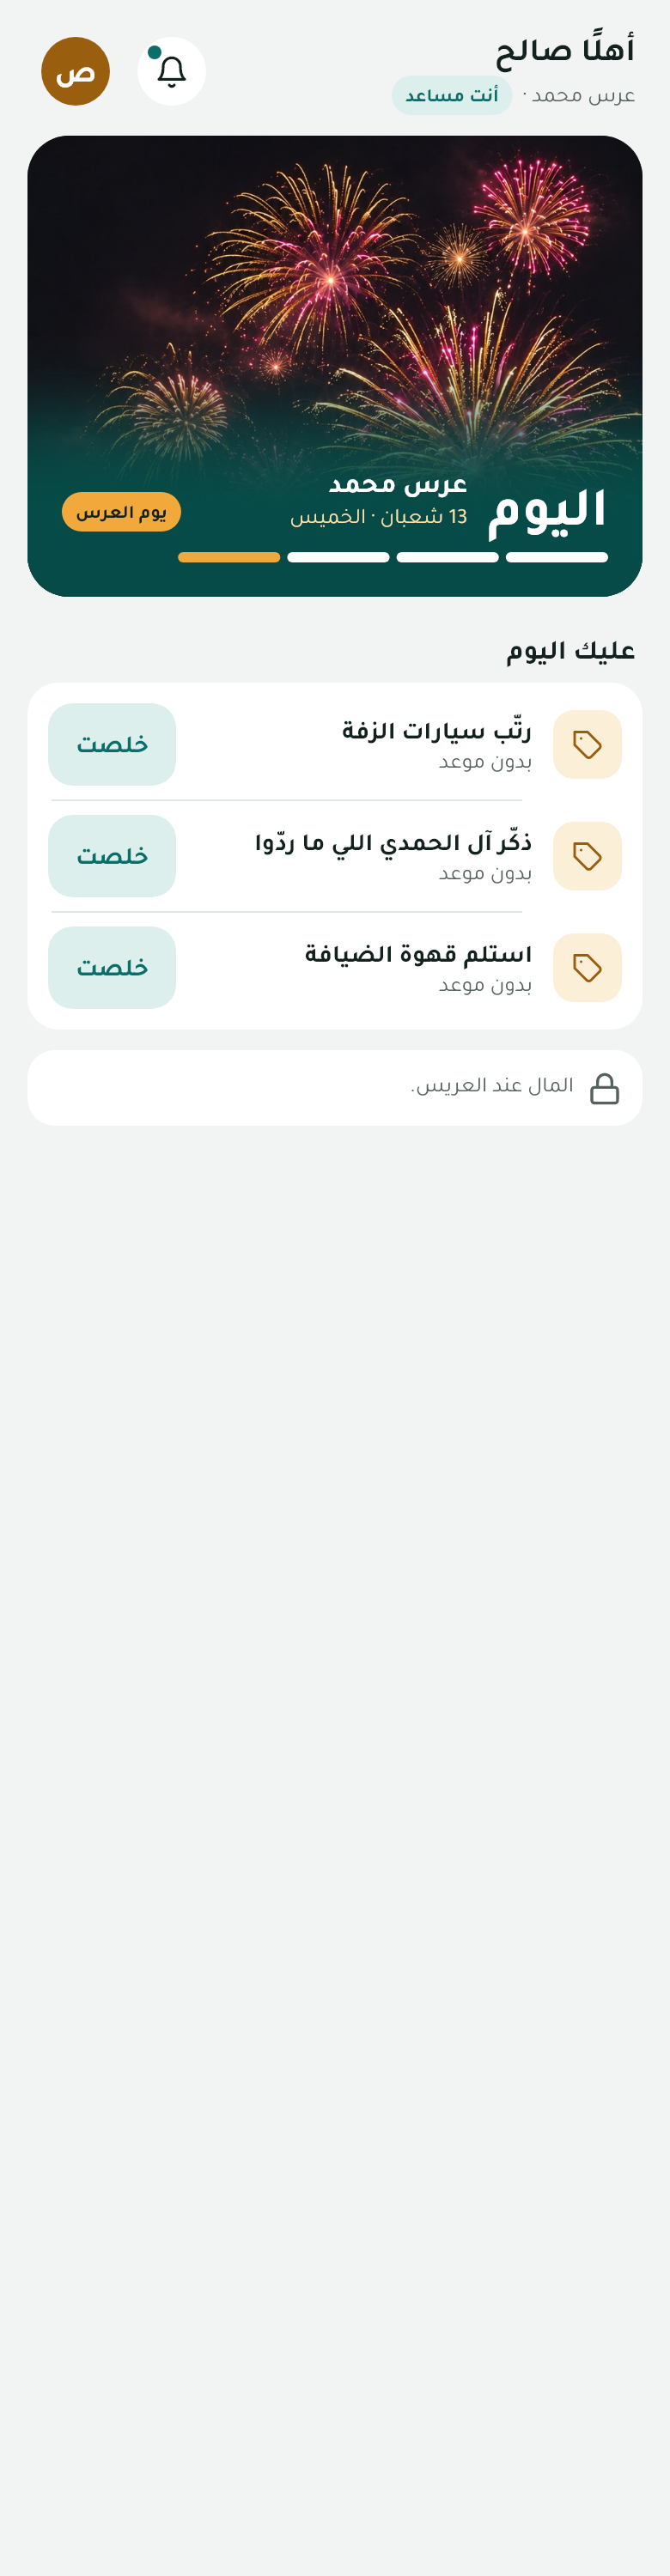 أهلًا صالح
ص
عرس محمد · أنت مساعد
اليوم
عرس محمد
13 شعبان · الخميس
يوم العرس
عليك اليوم
رتّب سيارات الزفة
بدون موعد
خلصت
ذكّر آل الحمدي اللي ما ردّوا
بدون موعد
خلصت
استلم قهوة الضيافة
بدون موعد
خلصت
المال عند العريس.